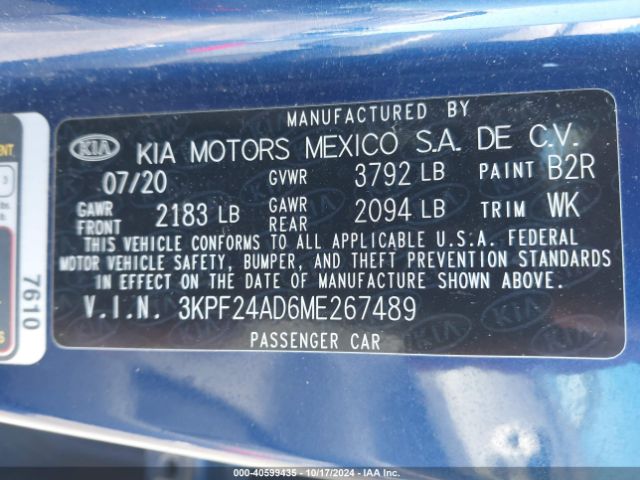 MANUFACTURED BY
KIA KIA MOTORS MEXICO S.A. DE C.V.
07/20 GVWR 3792 LB PAINT B2R
GAWR FRONT 2183 LB GAWR REAR 2094 LB TRIM WK
THIS VEHICLE CONFORMS TO ALL APPLICABLE U.S.A. FEDERAL
MOTOR VEHICLE SAFETY, BUMPER, AND THEFT PREVENTION STANDARDS
IN EFFECT ON THE DATE OF MANUFACTURE SHOWN ABOVE.
V.I.N. 3KPF24AD6ME267489
PASSENGER CAR
7610
000-40599435 - 10/17/2024 - IAA Inc.